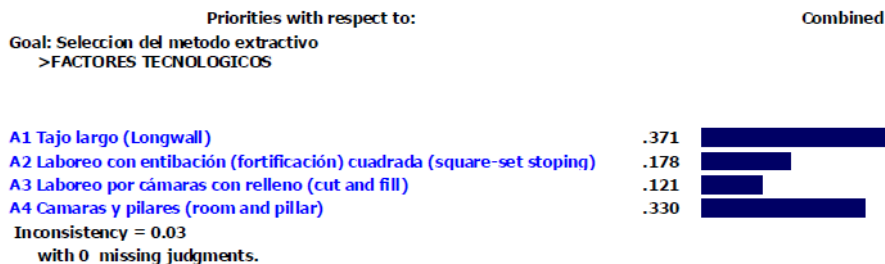 Priorities with respect to: Combined
Goal: Seleccion del metodo extractivo
>FACTORES TECNOLOGICOS
A1 Tajo largo (Longwall) .371
A2 Laboreo con entibación (fortificación) cuadrada (square-set stoping) .178
A3 Laboreo por cámaras con relleno (cut and fill) .121
A4 Camaras y pilares (room and pillar) .330
Inconsistency = 0.03
with 0 missing judgments.